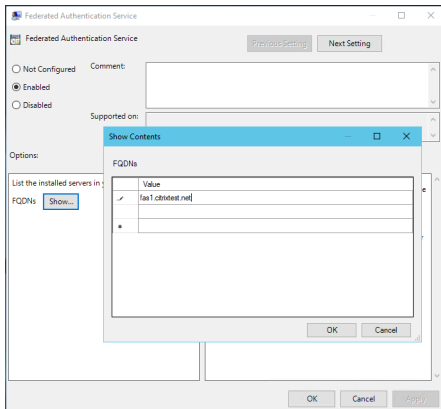 Federated Authentication Service
Federated Authentication Service
Previous Setting
Next Setting
Not Configured
Comment:
Enabled
Disabled
Supported on:
Show Contents
Options:
FQDNs
List the installed servers in
Value
FQDNs
Show...
fas1.citrixtest.net
OK
Cancel
OK
Cancel
Apply